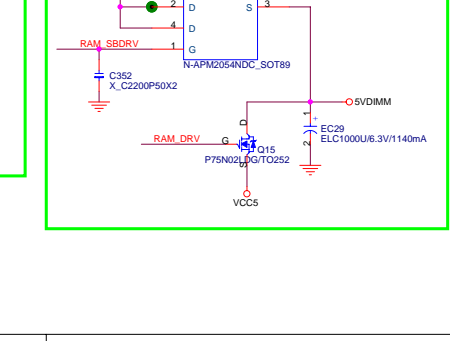 2 D S 3
4 D
RAM_SBDRV 1 G
N-APM2054NDC_SOT89
C352
X_C2200P50X2
5VDIMM
D
1
+
EC29
ELC1000U/6.3V/1140mA
2
RAM_DRV G
Q15
P75N02LDG/TO252
S
VCC5